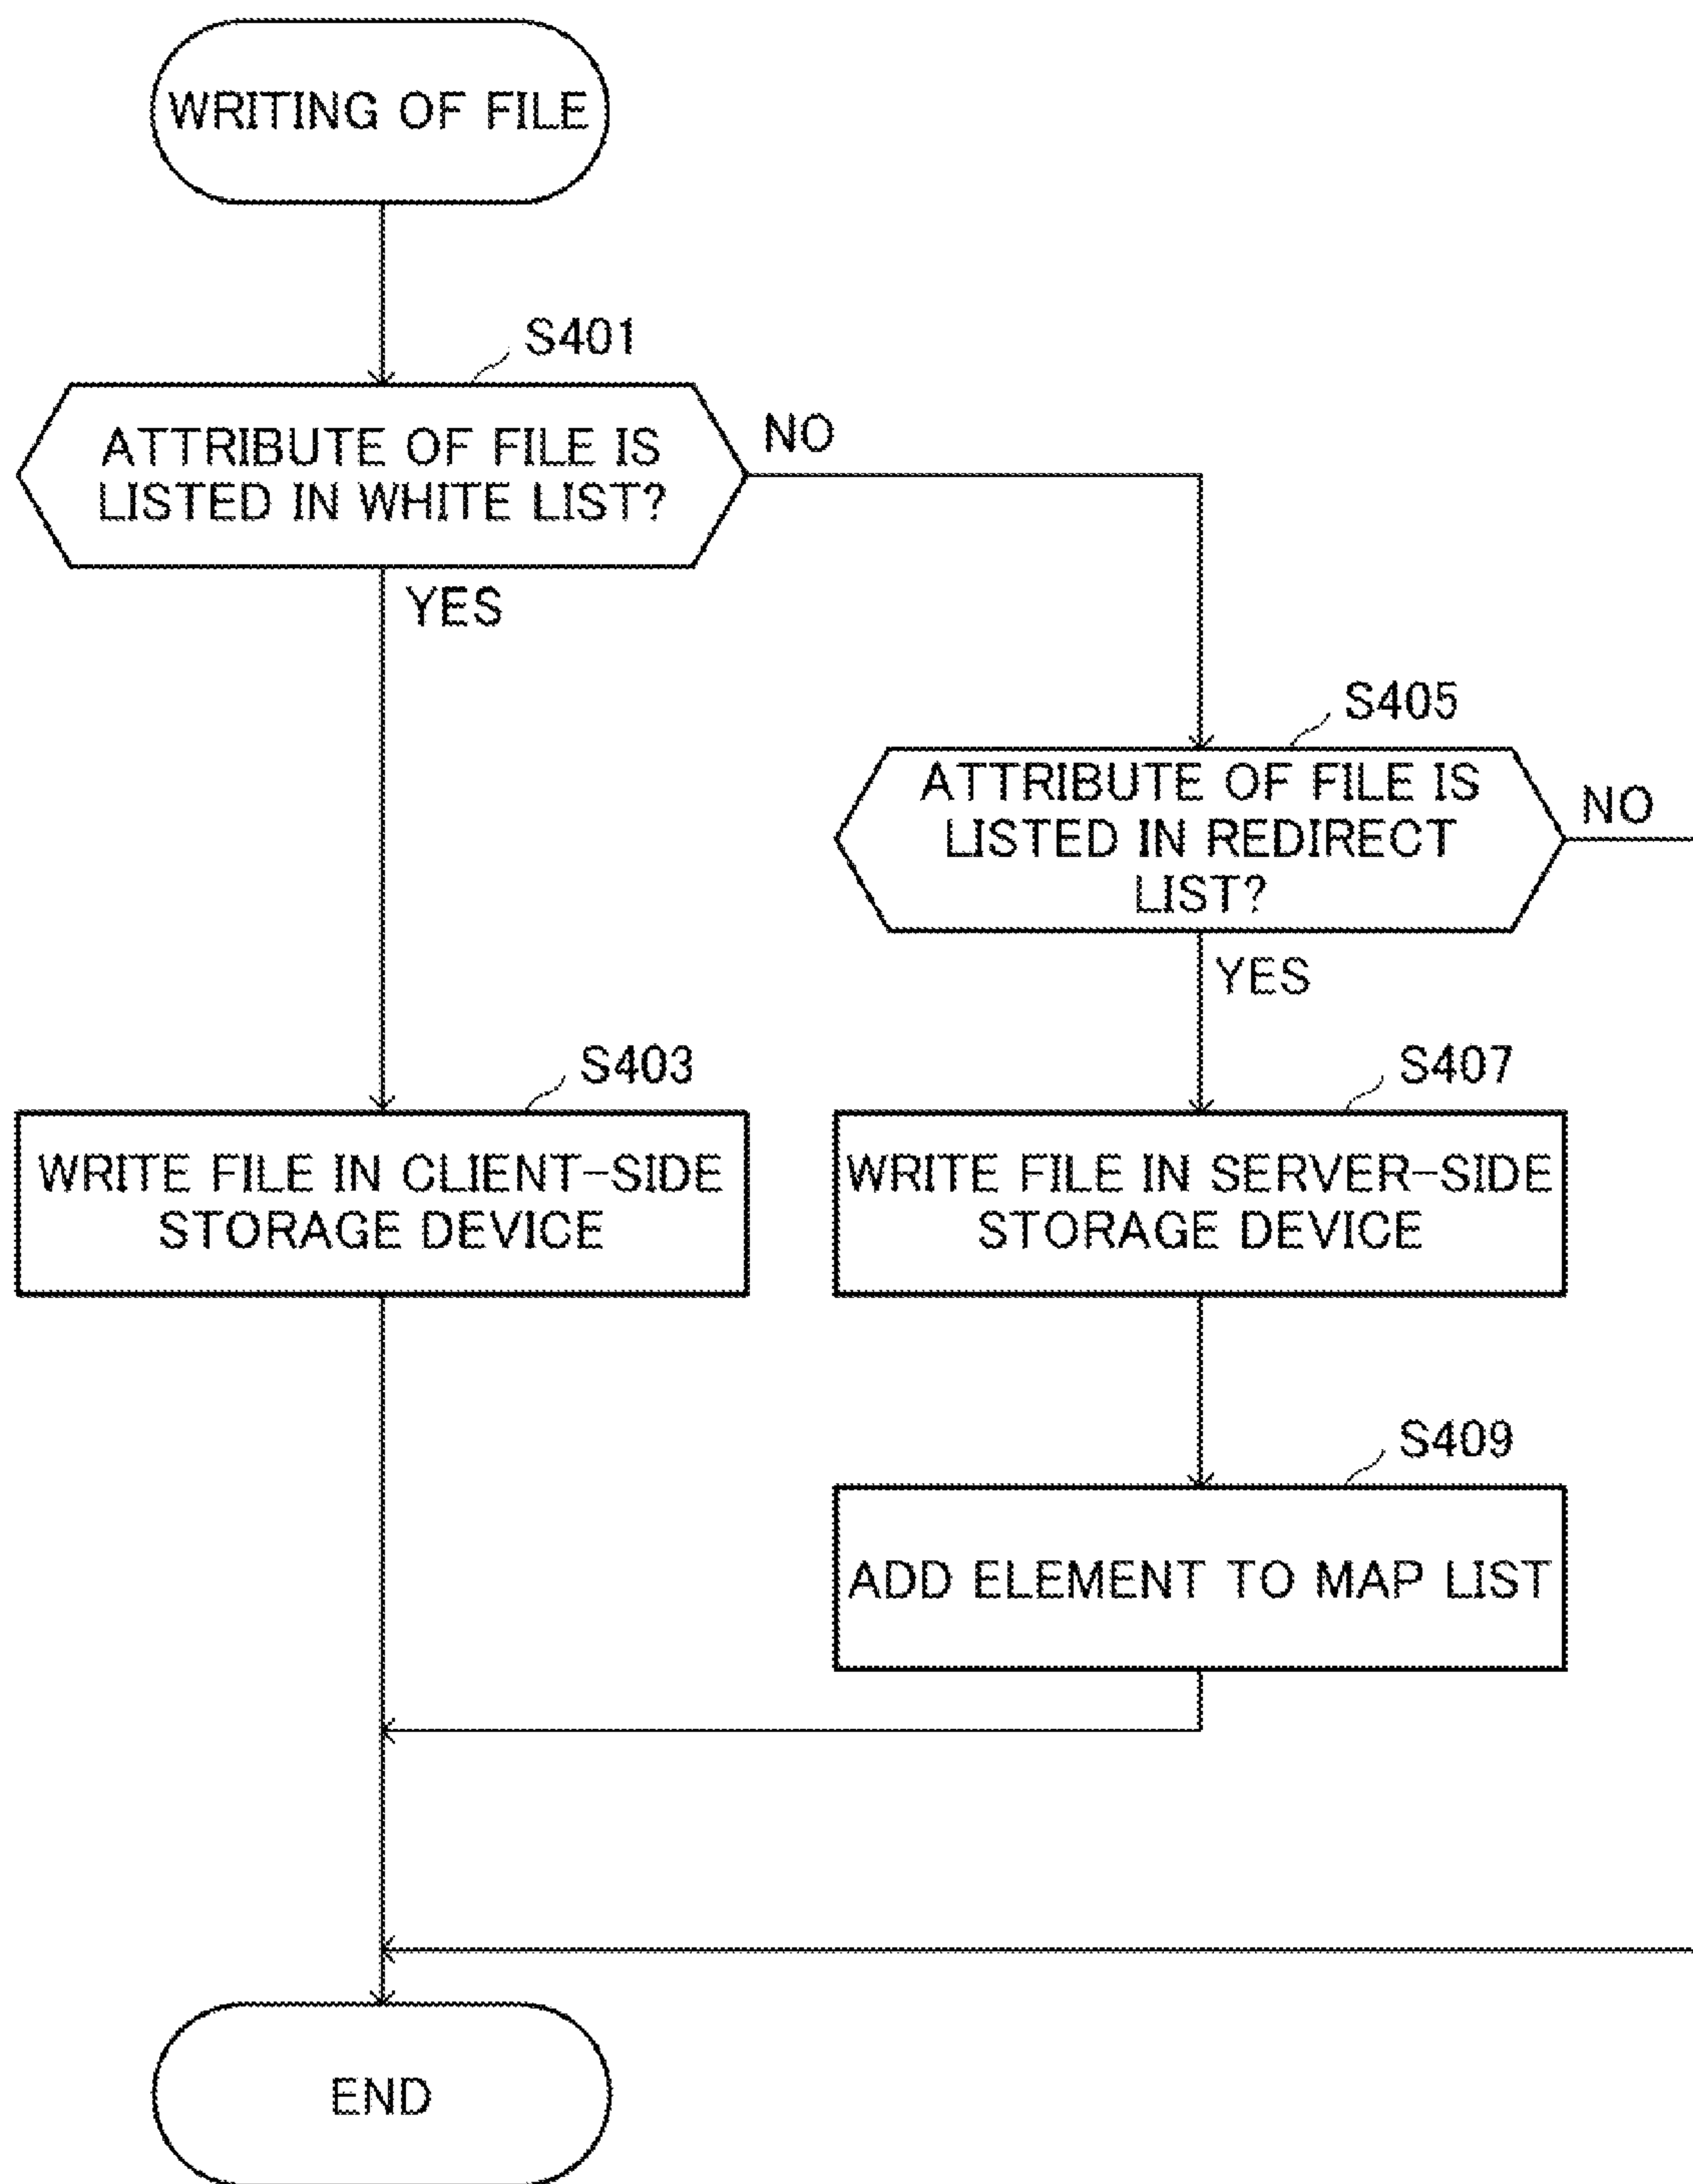 WRITING OF FILE
S401
ATTRIBUTE OF FILE IS
LISTED IN WHITE LIST?
NO
YES
S405
ATTRIBUTE OF FILE IS
LISTED IN REDIRECT
LIST?
NO
YES
S403
WRITE FILE IN CLIENT-SIDE
STORAGE DEVICE
S407
WRITE FILE IN SERVER-SIDE
STORAGE DEVICE
S409
ADD ELEMENT TO MAP LIST
END